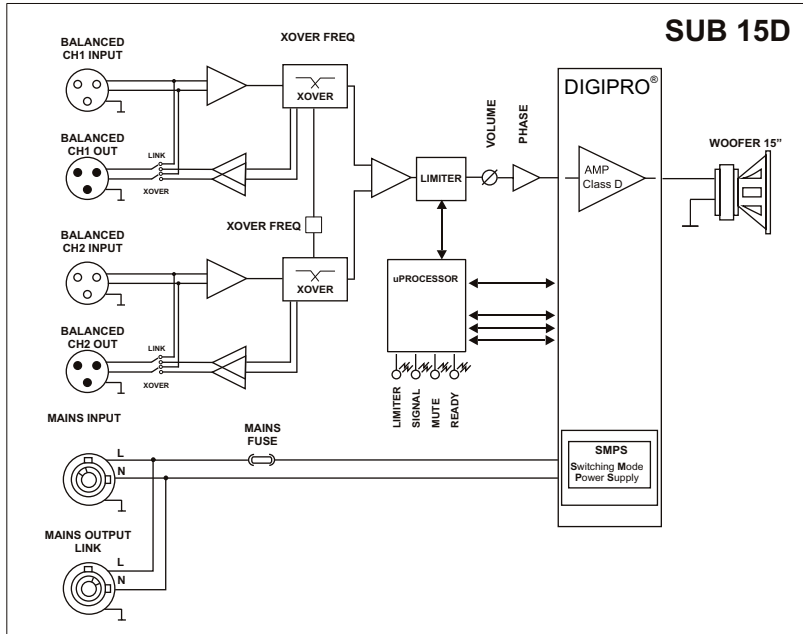 SUB 15D
BALANCED
CH1 INPUT
XOVER FREQ
XOVER
BALANCED
CH1 OUT
LINK
XOVER
XOVER FREQ
BALANCED
CH2 INPUT
XOVER
BALANCED
CH2 OUT
LINK
XOVER
LIMITER
VOLUME
PHASE
DIGIPRO®
AMP
Class D
WOOFER 15”
uPROCESSOR
LIMITER
SIGNAL
MUTE
READY
MAINS INPUT
L
N
MAINS
FUSE
SMPS
Switching Mode
Power Supply
MAINS OUTPUT
LINK
L
N